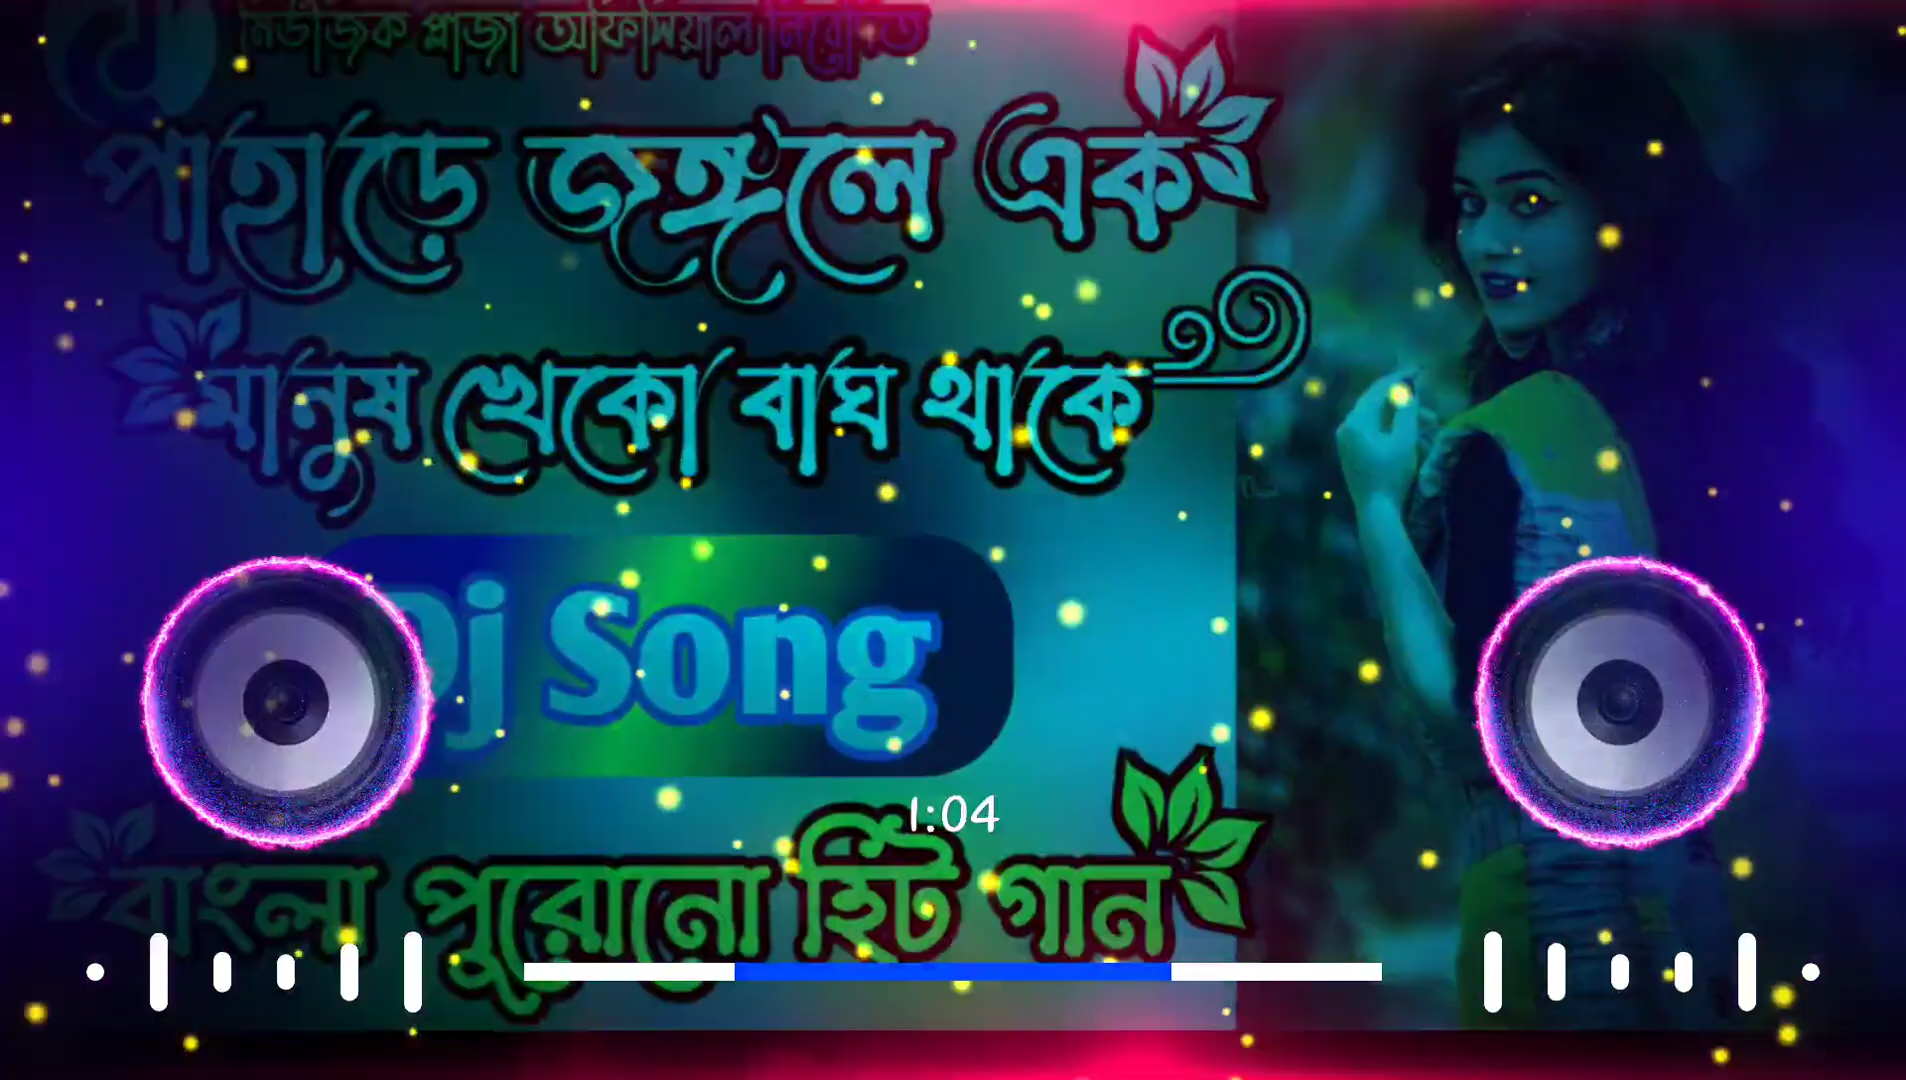 মিউজিক প্লাজা অফিসিয়াল নিবেদিত
পাহাড়ে জঙ্গলে এক
মানুষ খেকো বাঘ থাকে
Dj Song
1:04
বাংলা পুরোনো হিট গান